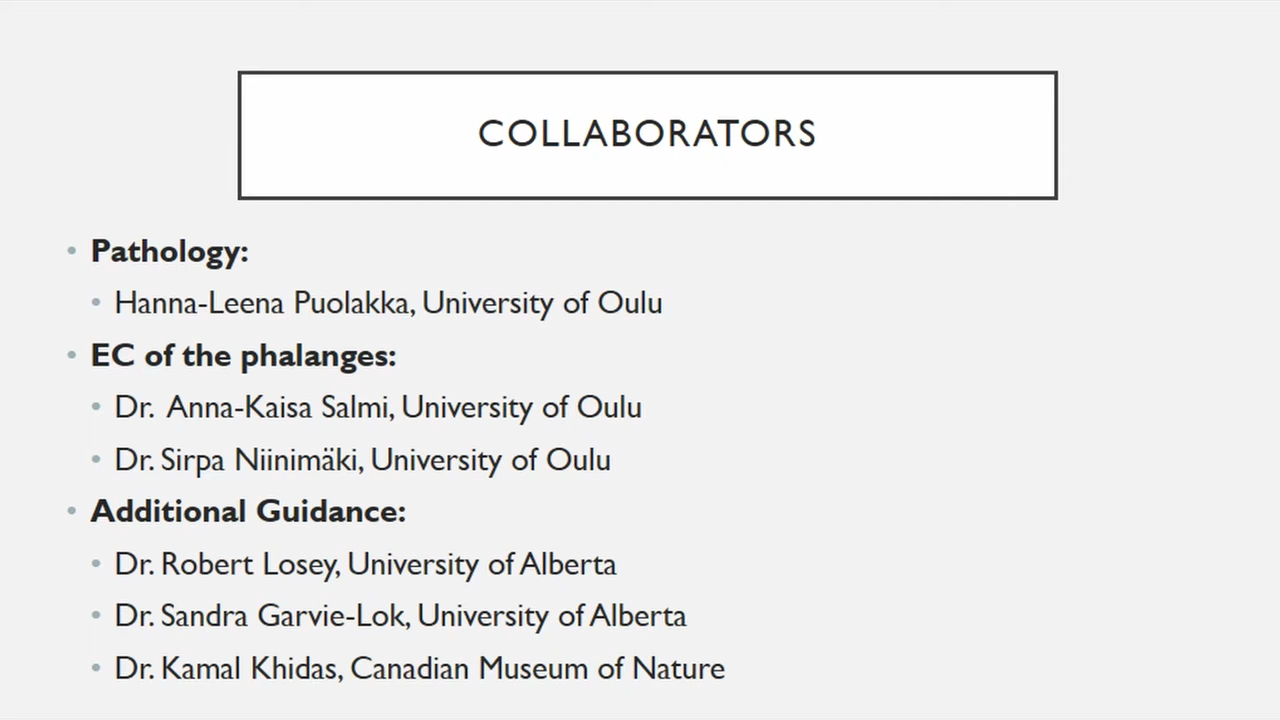 COLLABORATORS
• Pathology:
• Hanna-Leena Puolakka, University of Oulu
• EC of the phalanges:
• Dr. Anna-Kaisa Salmi, University of Oulu
• Dr. Sirpa Niinimäki, University of Oulu
• Additional Guidance:
• Dr. Robert Losey, University of Alberta
• Dr. Sandra Garvie-Lok, University of Alberta
• Dr. Kamal Khidas, Canadian Museum of Nature